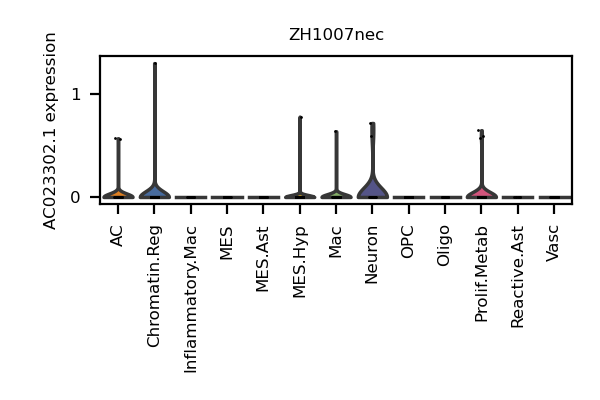 ZH1007nec
AC023302.1 expression
1
0
AC
Chromatin.Reg
Inflammatory.Mac
MES
MES.Ast
MES.Hyp
Mac
Neuron
OPC
Oligo
Prolif.Metab
Reactive.Ast
Vasc